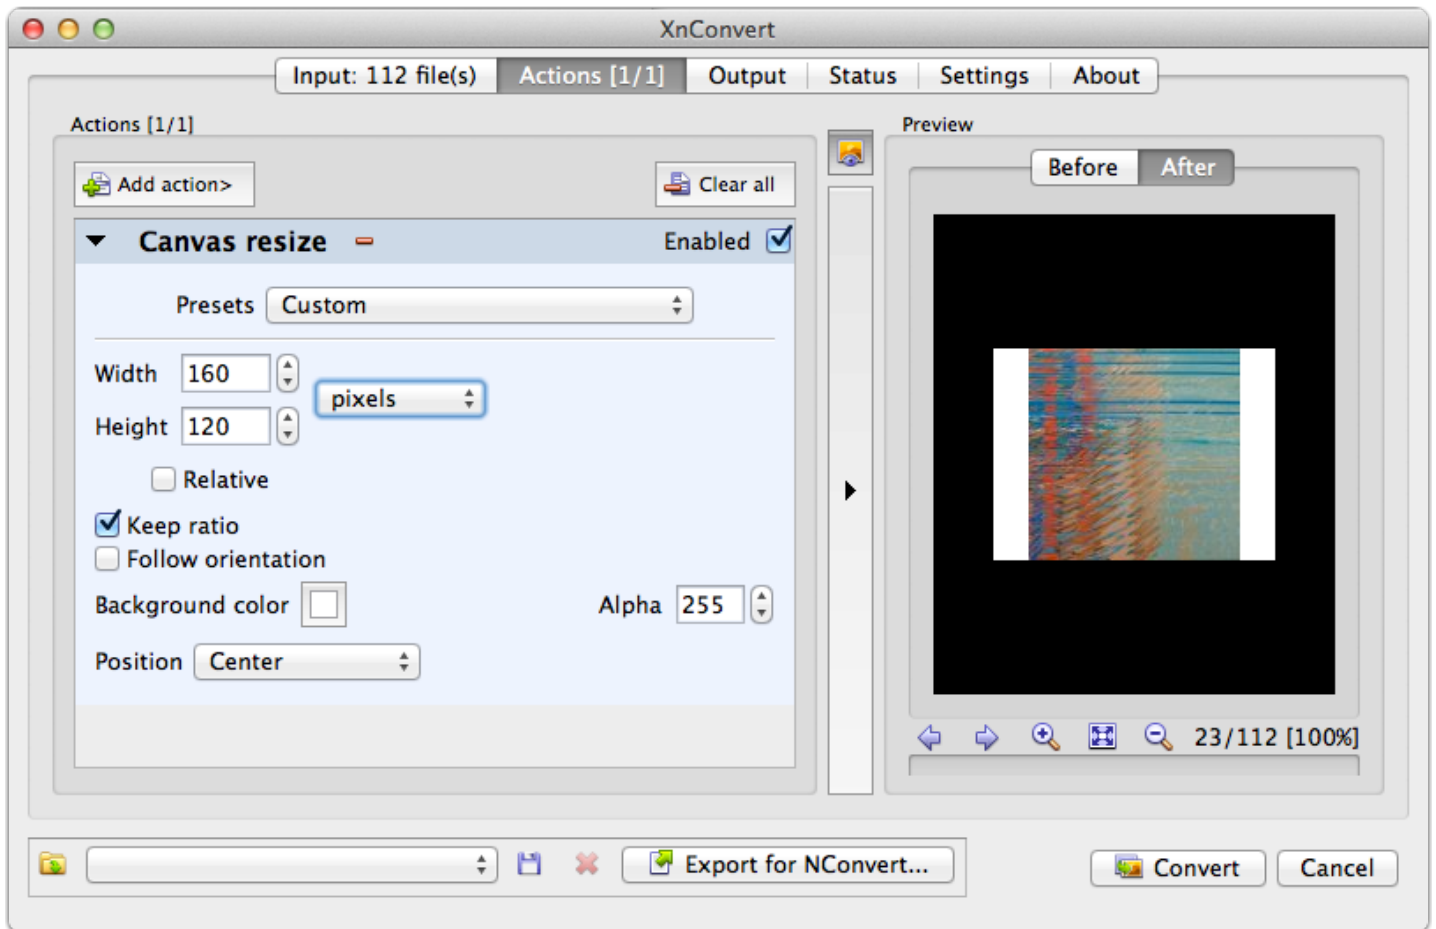 XnConvert
Input: 112 file(s) Actions [1/1] Output Status Settings About
Actions [1/1]
Add action> Clear all
Canvas resize Enabled
Presets Custom
Width 160
pixels
Height 120
Relative
Keep ratio
Follow orientation
Background color Alpha 255
Position Center
Preview
Before After
23/112 [100%]
Export for NConvert... Convert Cancel